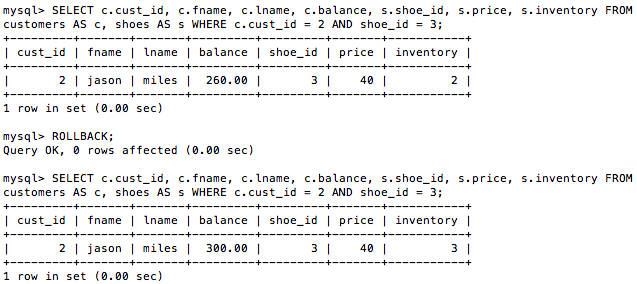 mysql> SELECT c.cust_id, c.fname, c.lname, c.balance, s.shoe_id, s.price, s.inventory FROM
customers AS c, shoes AS s WHERE c.cust_id = 2 AND shoe_id = 3;
+---------+-------+-------+---------+---------+-------+-----------+
| cust_id | fname | lname | balance | shoe_id | price | inventory |
+---------+-------+-------+---------+---------+-------+-----------+
|       2 | jason | miles |  260.00 |       3 |    40 |         2 |
+---------+-------+-------+---------+---------+-------+-----------+
1 row in set (0.00 sec)
mysql> ROLLBACK;
Query OK, 0 rows affected (0.00 sec)
mysql> SELECT c.cust_id, c.fname, c.lname, c.balance, s.shoe_id, s.price, s.inventory FROM
customers AS c, shoes AS s WHERE c.cust_id = 2 AND shoe_id = 3;
+---------+-------+-------+---------+---------+-------+-----------+
| cust_id | fname | lname | balance | shoe_id | price | inventory |
+---------+-------+-------+---------+---------+-------+-----------+
|       2 | jason | miles |  300.00 |       3 |    40 |         3 |
+---------+-------+-------+---------+---------+-------+-----------+
1 row in set (0.00 sec)